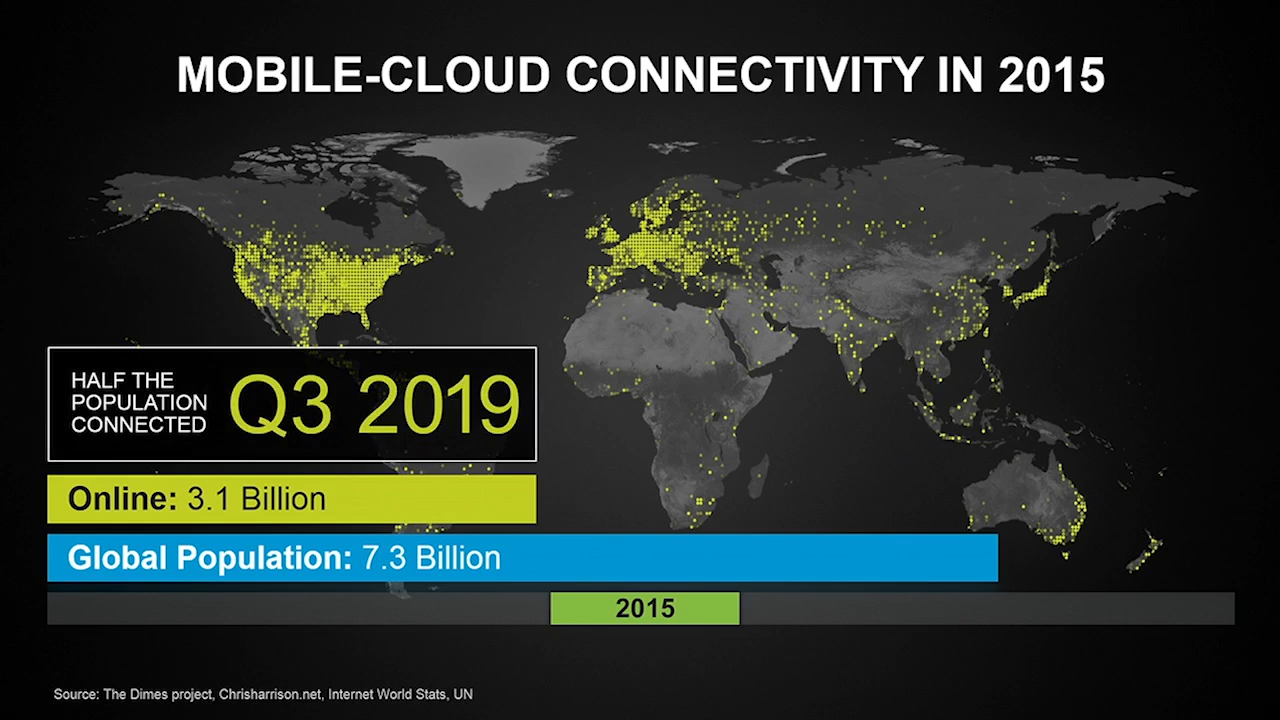 MOBILE-CLOUD CONNECTIVITY IN 2015
HALF THE
POPULATION
CONNECTED
Q3 2019
Online: 3.1 Billion
Global Population: 7.3 Billion
2015
Source: The Dimes project, Chrisharrison.net, Internet World Stats, UN